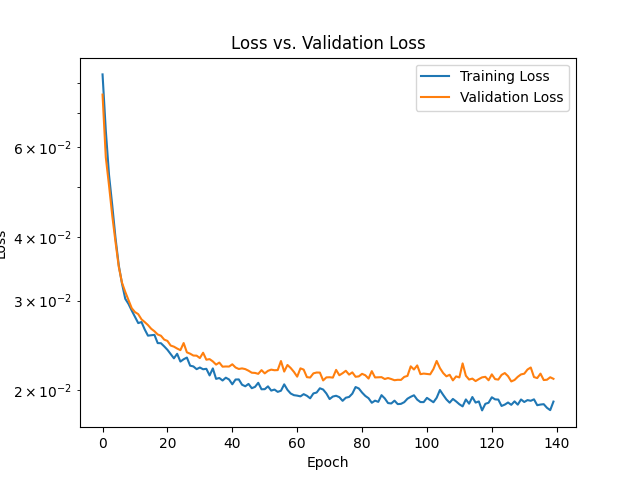 Loss vs. Validation Loss
Training Loss
Validation Loss
6 × 10⁻²
4 × 10⁻²
3 × 10⁻²
2 × 10⁻²
Loss
0 20 40 60 80 100 120 140
Epoch